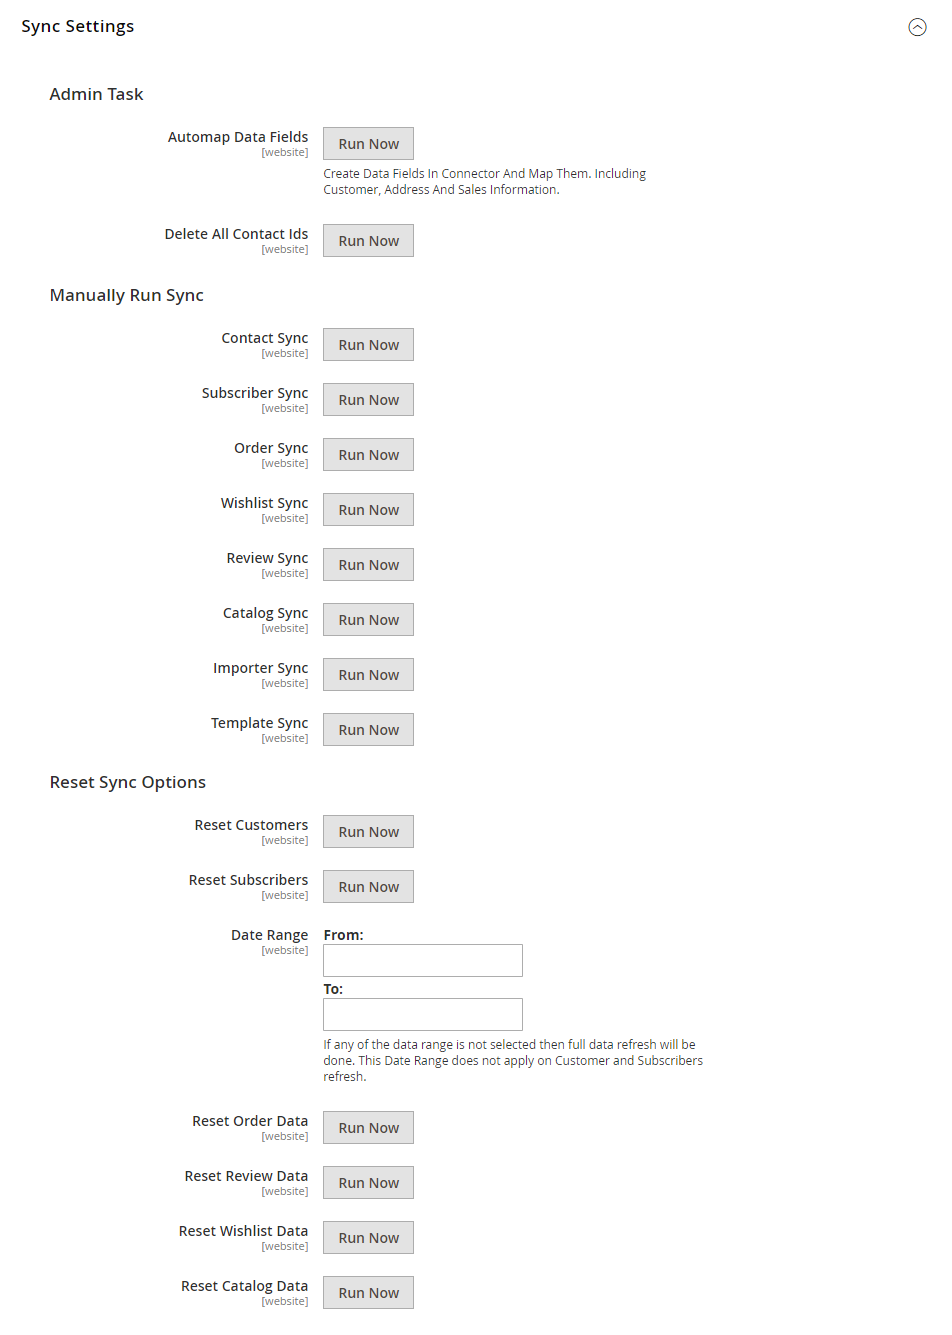 Sync Settings
Admin Task
Automap Data Fields
[website]
Run Now
Create Data Fields In Connector And Map Them. Including
Customer, Address And Sales Information.
Delete All Contact Ids
[website]
Run Now
Manually Run Sync
Contact Sync
[website]
Run Now
Subscriber Sync
[website]
Run Now
Order Sync
[website]
Run Now
Wishlist Sync
[website]
Run Now
Review Sync
[website]
Run Now
Catalog Sync
[website]
Run Now
Importer Sync
[website]
Run Now
Template Sync
[website]
Run Now
Reset Sync Options
Reset Customers
[website]
Run Now
Reset Subscribers
[website]
Run Now
Date Range
[website]
From:
To:
If any of the data range is not selected then full data refresh will be
done. This Date Range does not apply on Customer and Subscribers
refresh.
Reset Order Data
[website]
Run Now
Reset Review Data
[website]
Run Now
Reset Wishlist Data
[website]
Run Now
Reset Catalog Data
[website]
Run Now